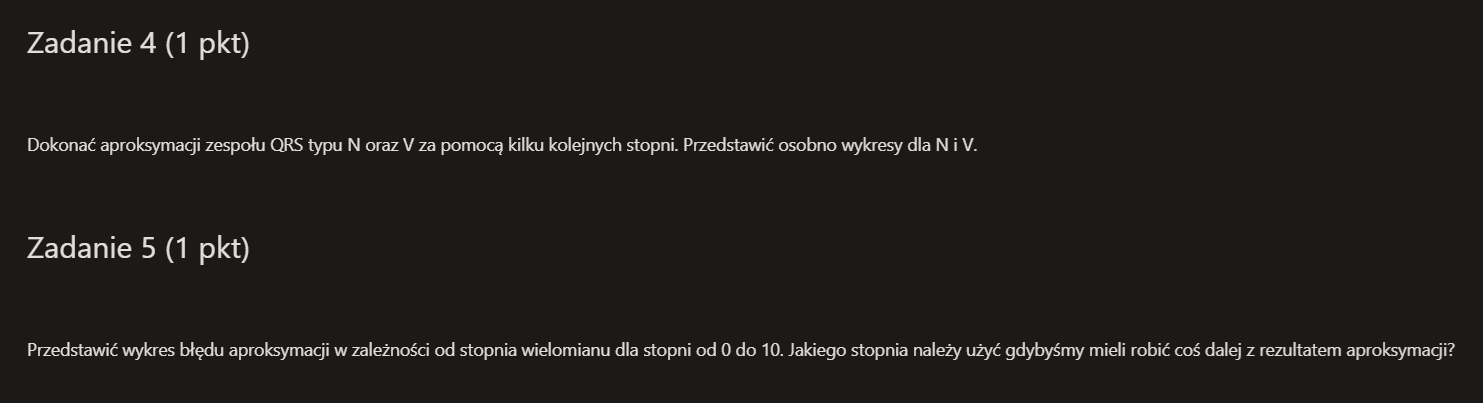 Zadanie 4 (1 pkt)
Dokonać aproksymacji zespołu QRS typu N oraz V za pomocą kilku kolejnych stopni. Przedstawić osobno wykresy dla N i V.
Zadanie 5 (1 pkt)
Przedstawić wykres błędu aproksymacji w zależności od stopnia wielomianu dla stopni od 0 do 10. Jakiego stopnia należy użyć gdybyśmy mieli robić coś dalej z rezultatem aproksymacji?